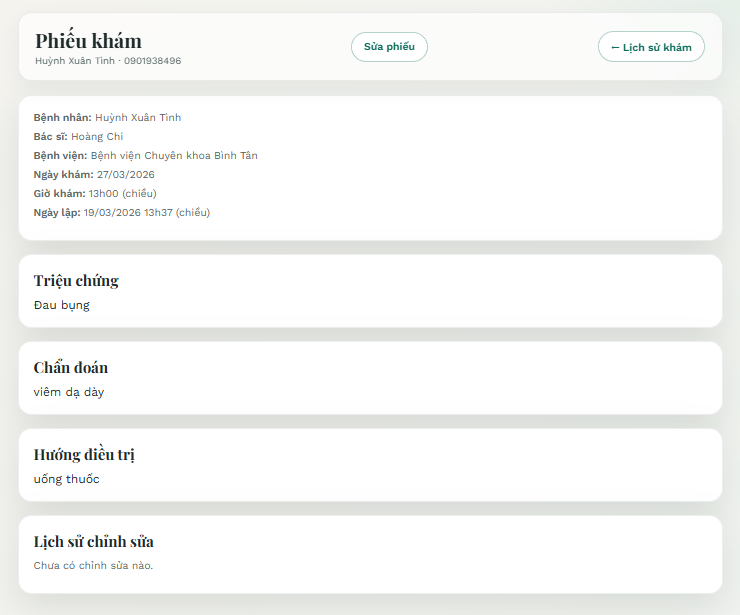 Phiếu khám
Huỳnh Xuân Tình · 0901938496
Sửa phiếu
← Lịch sử khám
Bệnh nhân: Huỳnh Xuân Tình
Bác sĩ: Hoàng Chi
Bệnh viện: Bệnh viện Chuyên khoa Bình Tân
Ngày khám: 27/03/2026
Giờ khám: 13h00 (chiều)
Ngày lập: 19/03/2026 13h37 (chiều)
Triệu chứng
Đau bụng
Chẩn đoán
viêm dạ dày
Hướng điều trị
uống thuốc
Lịch sử chỉnh sửa
Chưa có chỉnh sửa nào.